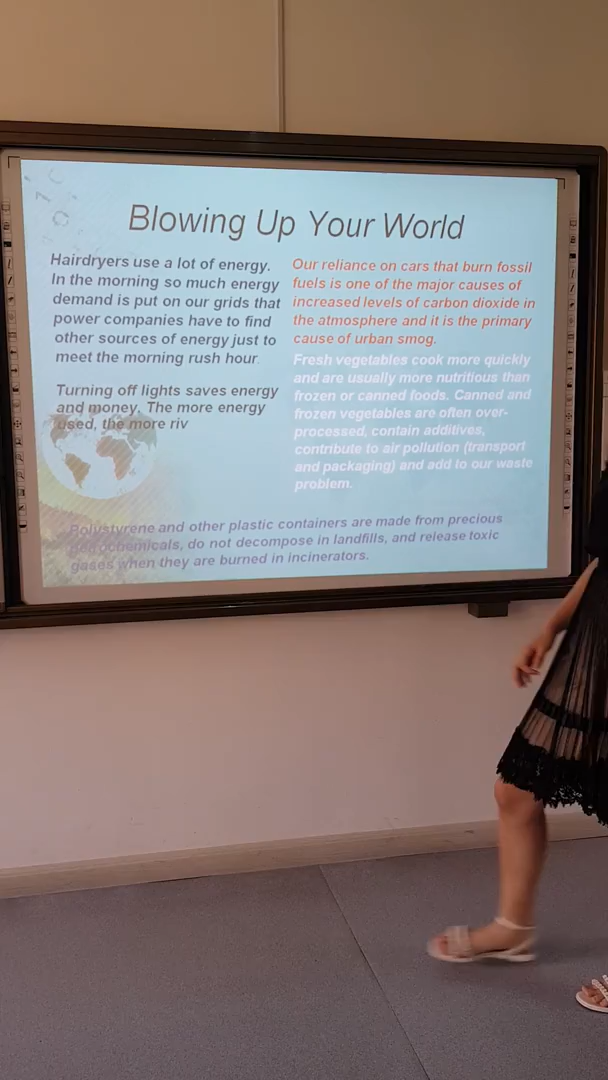 Blowing Up Your World
Hairdryers use a lot of energy.
In the morning so much energy
demand is put on our grids that
power companies have to find
other sources of energy just to
meet the morning rush hour.
Turning off lights saves energy
and money. The more energy
used, the more riv
Our reliance on cars that burn fossil
fuels is one of the major causes of
increased levels of carbon dioxide in
the atmosphere and it is the primary
cause of urban smog.
Fresh vegetables cook more quickly
and are usually more nutritious than
frozen or canned foods. Canned and
frozen vegetables are often over-
processed, contain additives,
contribute to air pollution (transport
and packaging) and add to our waste
problem.
Polystyrene and other plastic containers are made from precious
petrochemicals, do not decompose in landfills, and release toxic
gases when they are burned in incinerators.